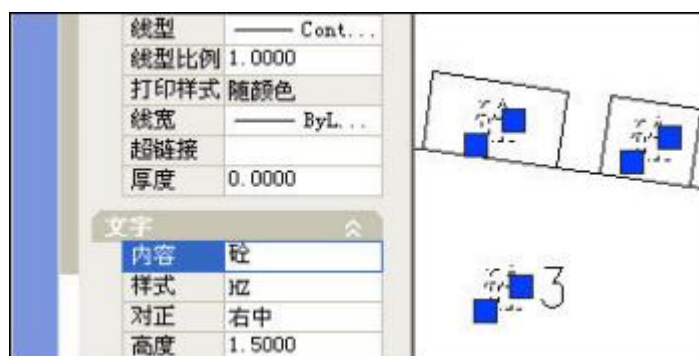 线型 Cont...
线型比例 1.0000
打印样式 随颜色
线宽 ByL...
超链接
厚度 0.0000
文字
内容 砼
样式 HZ
对正 右中
高度 1.5000
3